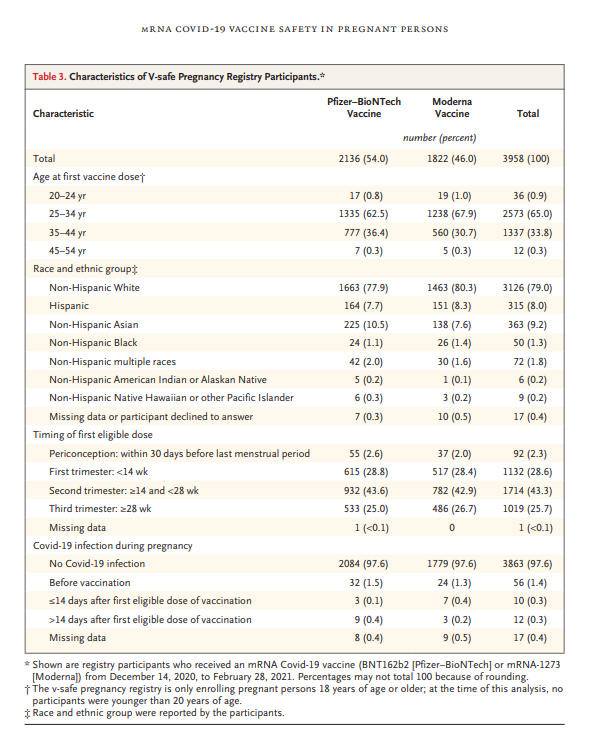 mRNA COVID-19 VACCINE SAFETY IN PREGNANT PERSONS
Table 3. Characteristics of V-safe Pregnancy Registry Participants.*
Characteristic Pfizer–BioNTech Vaccine Moderna Vaccine Total
number (percent)
Total 2136 (54.0) 1822 (46.0) 3958 (100)
Age at first vaccine dose†
20–24 yr 17 (0.8) 19 (1.0) 36 (0.9)
25–34 yr 1335 (62.5) 1238 (67.9) 2573 (65.0)
35–44 yr 777 (36.4) 560 (30.7) 1337 (33.8)
45–54 yr 7 (0.3) 5 (0.3) 12 (0.3)
Race and ethnic group‡
Non-Hispanic White 1663 (77.9) 1463 (80.3) 3126 (79.0)
Hispanic 164 (7.7) 151 (8.3) 315 (8.0)
Non-Hispanic Asian 225 (10.5) 138 (7.6) 363 (9.2)
Non-Hispanic Black 24 (1.1) 26 (1.4) 50 (1.3)
Non-Hispanic multiple races 42 (2.0) 30 (1.6) 72 (1.8)
Non-Hispanic American Indian or Alaskan Native 5 (0.2) 1 (0.1) 6 (0.2)
Non-Hispanic Native Hawaiian or other Pacific Islander 6 (0.3) 3 (0.2) 9 (0.2)
Missing data or participant declined to answer 7 (0.3) 10 (0.5) 17 (0.4)
Timing of first eligible dose
Periconception: within 30 days before last menstrual period 55 (2.6) 37 (2.0) 92 (2.3)
First trimester: <14 wk 615 (28.8) 517 (28.4) 1132 (28.6)
Second trimester: ≥14 and <28 wk 932 (43.6) 782 (42.9) 1714 (43.3)
Third trimester: ≥28 wk 533 (25.0) 486 (26.7) 1019 (25.7)
Missing data 1 (<0.1) 0 1 (<0.1)
Covid-19 infection during pregnancy
No Covid-19 infection 2084 (97.6) 1779 (97.6) 3863 (97.6)
Before vaccination 32 (1.5) 24 (1.3) 56 (1.4)
≤14 days after first eligible dose of vaccination 3 (0.1) 7 (0.4) 10 (0.3)
>14 days after first eligible dose of vaccination 9 (0.4) 3 (0.2) 12 (0.3)
Missing data 8 (0.4) 9 (0.5) 17 (0.4)
* Shown are registry participants who received an mRNA Covid-19 vaccine (BNT162b2 [Pfizer–BioNTech] or mRNA-1273
[Moderna]) from December 14, 2020, to February 28, 2021. Percentages may not total 100 because of rounding.
† The v-safe pregnancy registry is only enrolling pregnant persons 18 years of age or older; at the time of this analysis, no
participants were younger than 20 years of age.
‡ Race and ethnic group were reported by the participants.